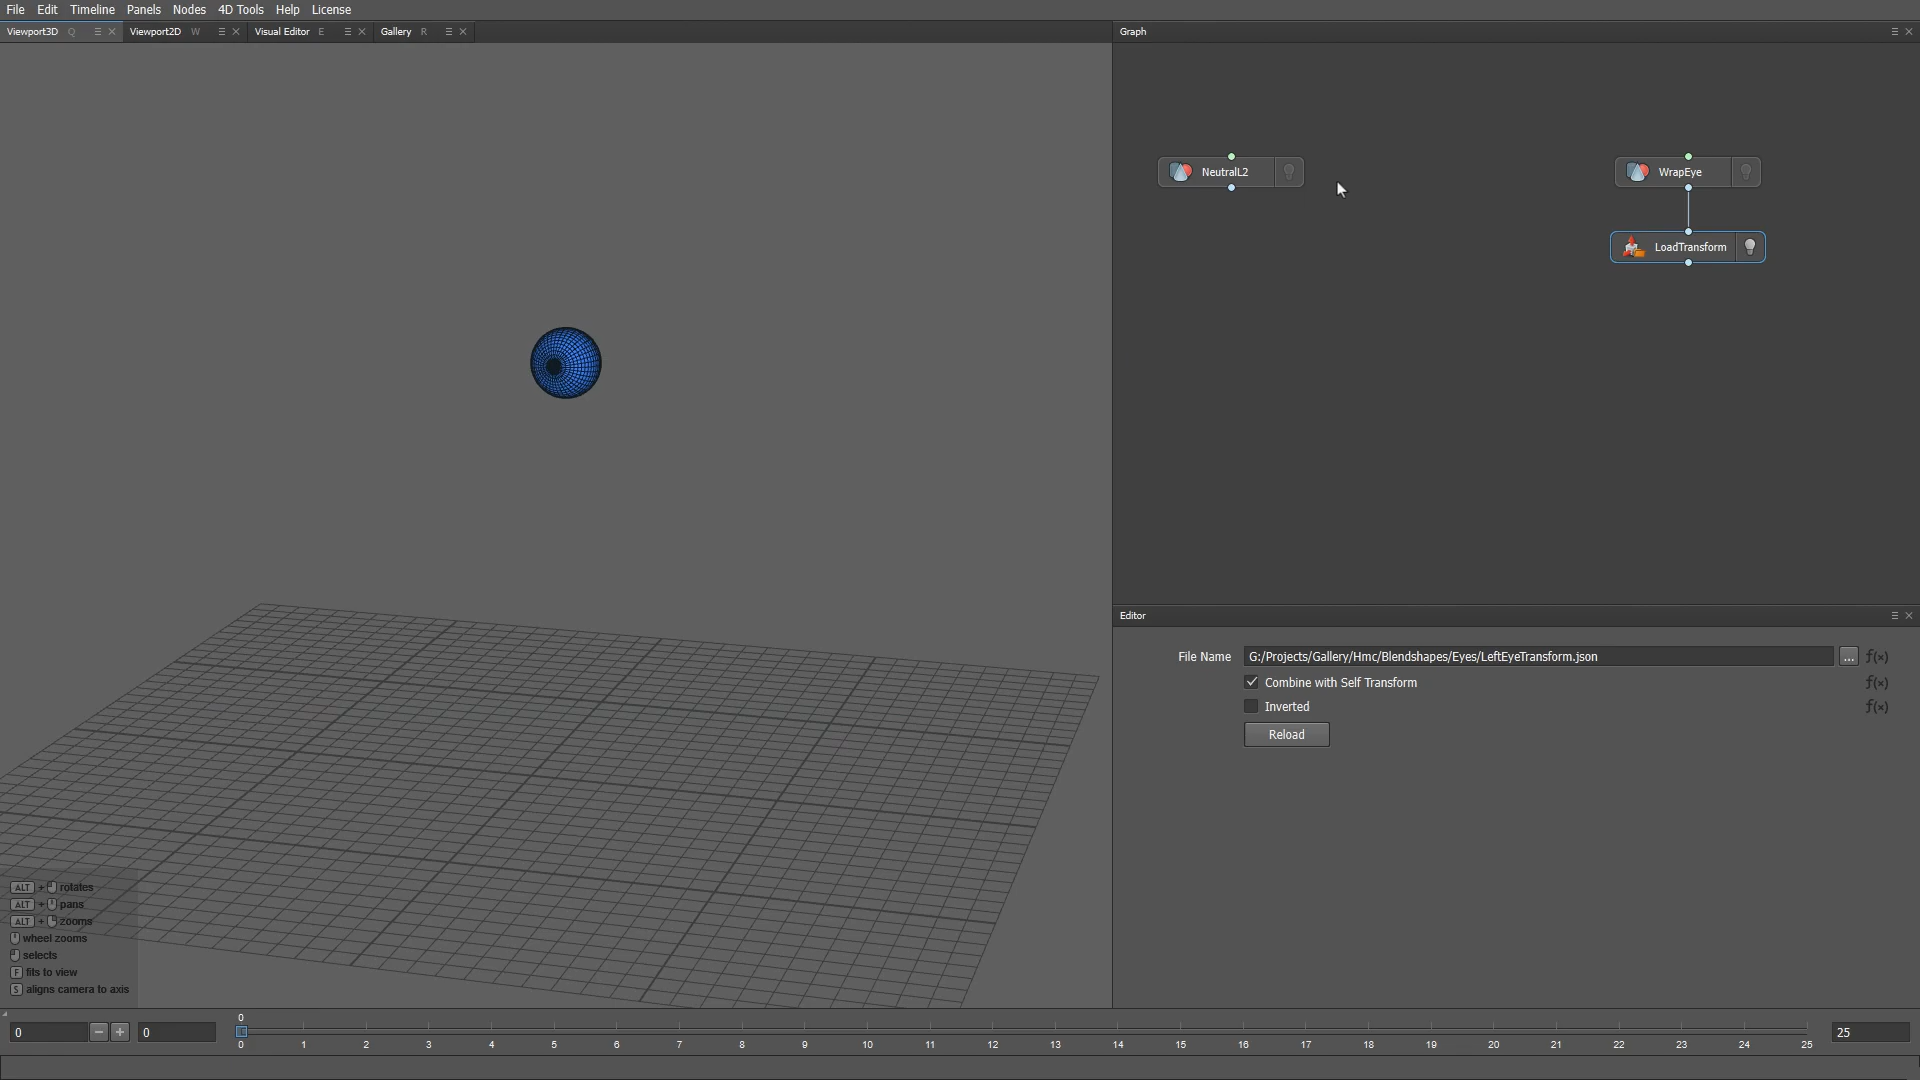 File Edit Timeline Panels Nodes 4D Tools Help License
Viewport3D Q Viewport2D W Visual Editor E Gallery R
Graph
NeutralL2
WrapEye
LoadTransform
Editor
File Name G:/Projects/Gallery/Hmc/Blendshapes/Eyes/LeftEyeTransform.json ... f(x)
Combine with Self Transform f(x)
Inverted f(x)
Reload
ALT + rotates
ALT + pans
ALT + zooms
wheel zooms
selects
F fits to view
S aligns camera to axis
0
0 − + 0 25
0 1 2 3 4 5 6 7 8 9 10 11 12 13 14 15 16 17 18 19 20 21 22 23 24 25